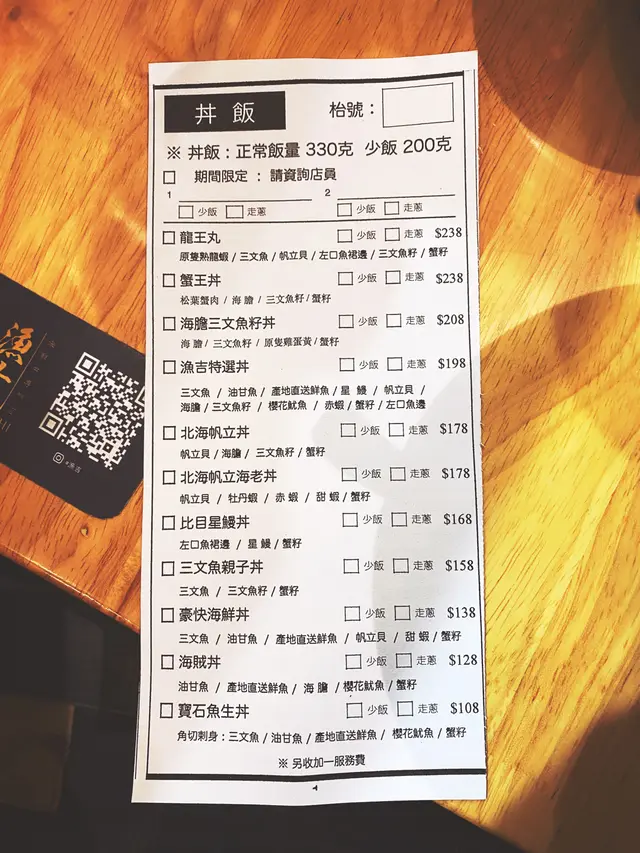 丼飯 枱號：
※ 丼飯：正常飯量 330克 少飯 200克
期間限定 ： 請資詢店員
1 2
少飯 走蔥 少飯 走蔥
龍王丸 少飯 走蔥 $238
原隻熟龍蝦 / 三文魚 / 帆立貝 / 左口魚裙邊 / 三文魚籽 / 蟹籽
蟹王丼 少飯 走蔥 $238
松葉蟹肉 / 海膽 / 三文魚籽 / 蟹籽
海膽三文魚籽丼 少飯 走蔥 $208
海膽 / 三文魚籽 / 原隻雞蛋黃 / 蟹籽
漁吉特選丼 少飯 走蔥 $198
三文魚 / 油甘魚 / 產地直送鮮魚 / 星鰻 / 帆立貝 /
海膽 / 三文魚籽 / 櫻花魷魚 / 赤蝦 / 蟹籽 / 左口魚邊
北海帆立丼 少飯 走蔥 $178
帆立貝 / 海膽 / 三文魚籽 / 蟹籽
北海帆立海老丼 少飯 走蔥 $178
帆立貝 / 牡丹蝦 / 赤蝦 / 甜蝦 / 蟹籽
比目星鰻丼 少飯 走蔥 $168
左口魚裙邊 / 星鰻 / 蟹籽
三文魚親子丼 少飯 走蔥 $158
三文魚 / 三文魚籽 / 蟹籽
豪快海鮮丼 少飯 走蔥 $138
三文魚 / 油甘魚 / 產地直送鮮魚 / 帆立貝 / 甜蝦 / 蟹籽
海賊丼 少飯 走蔥 $128
油甘魚 / 產地直送鮮魚 / 海膽 / 櫻花魷魚 / 蟹籽
寶石魚生丼 少飯 走蔥 $108
角切刺身：三文魚 / 油甘魚 / 產地直送鮮魚 / 櫻花魷魚 / 蟹籽
※ 另收加一服務費
漁